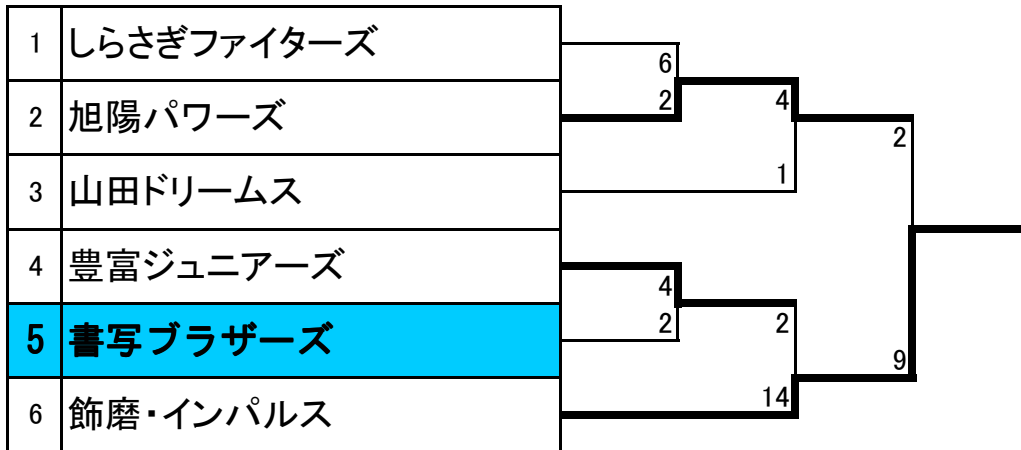 1 しらさぎファイターズ
6
2 旭陽パワーズ
2 4
2
3 山田ドリームス
1
4 豊富ジュニアーズ
4
5 書写ブラザーズ
2 2
9
6 飾磨・インパルス
14